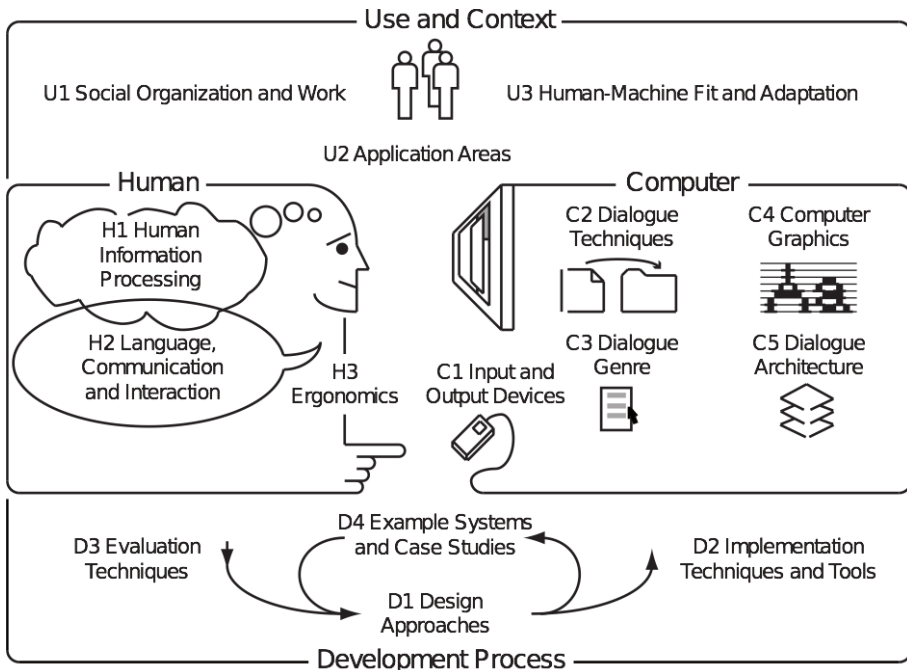 Use and Context
U1 Social Organization and Work
U3 Human-Machine Fit and Adaptation
U2 Application Areas
Human
H1 Human
Information
Processing
H2 Language,
Communication
and Interaction
H3
Ergonomics
Computer
C1 Input and
Output Devices
C2 Dialogue
Techniques
C4 Computer
Graphics
C3 Dialogue
Genre
C5 Dialogue
Architecture
D3 Evaluation
Techniques
D4 Example Systems
and Case Studies
D2 Implementation
Techniques and Tools
D1 Design
Approaches
Development Process